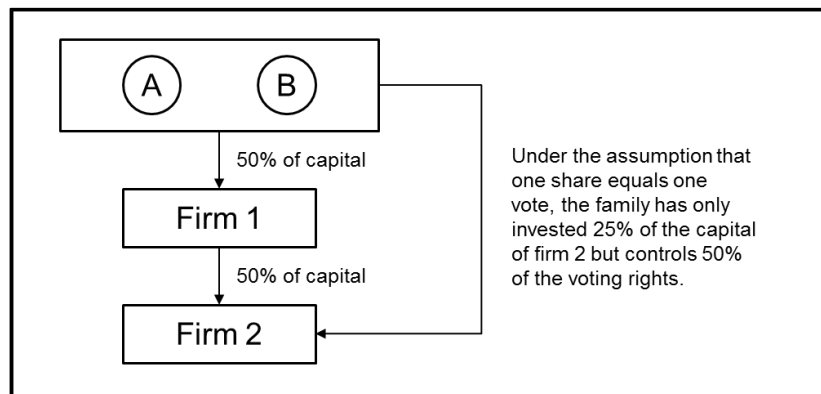 A
B
50% of capital
Firm 1
50% of capital
Firm 2
Under the assumption that
one share equals one
vote, the family has only
invested 25% of the capital
of firm 2 but controls 50%
of the voting rights.